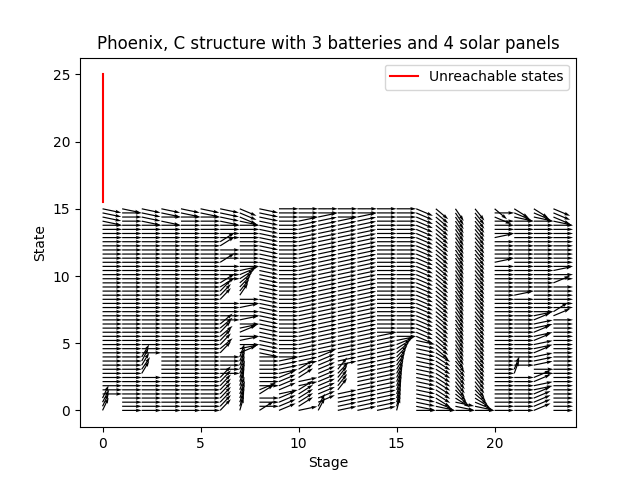 Phoenix, C structure with 3 batteries and 4 solar panels
Unreachable states
State
25
20
15
10
5
0
0 5 10 15 20
Stage